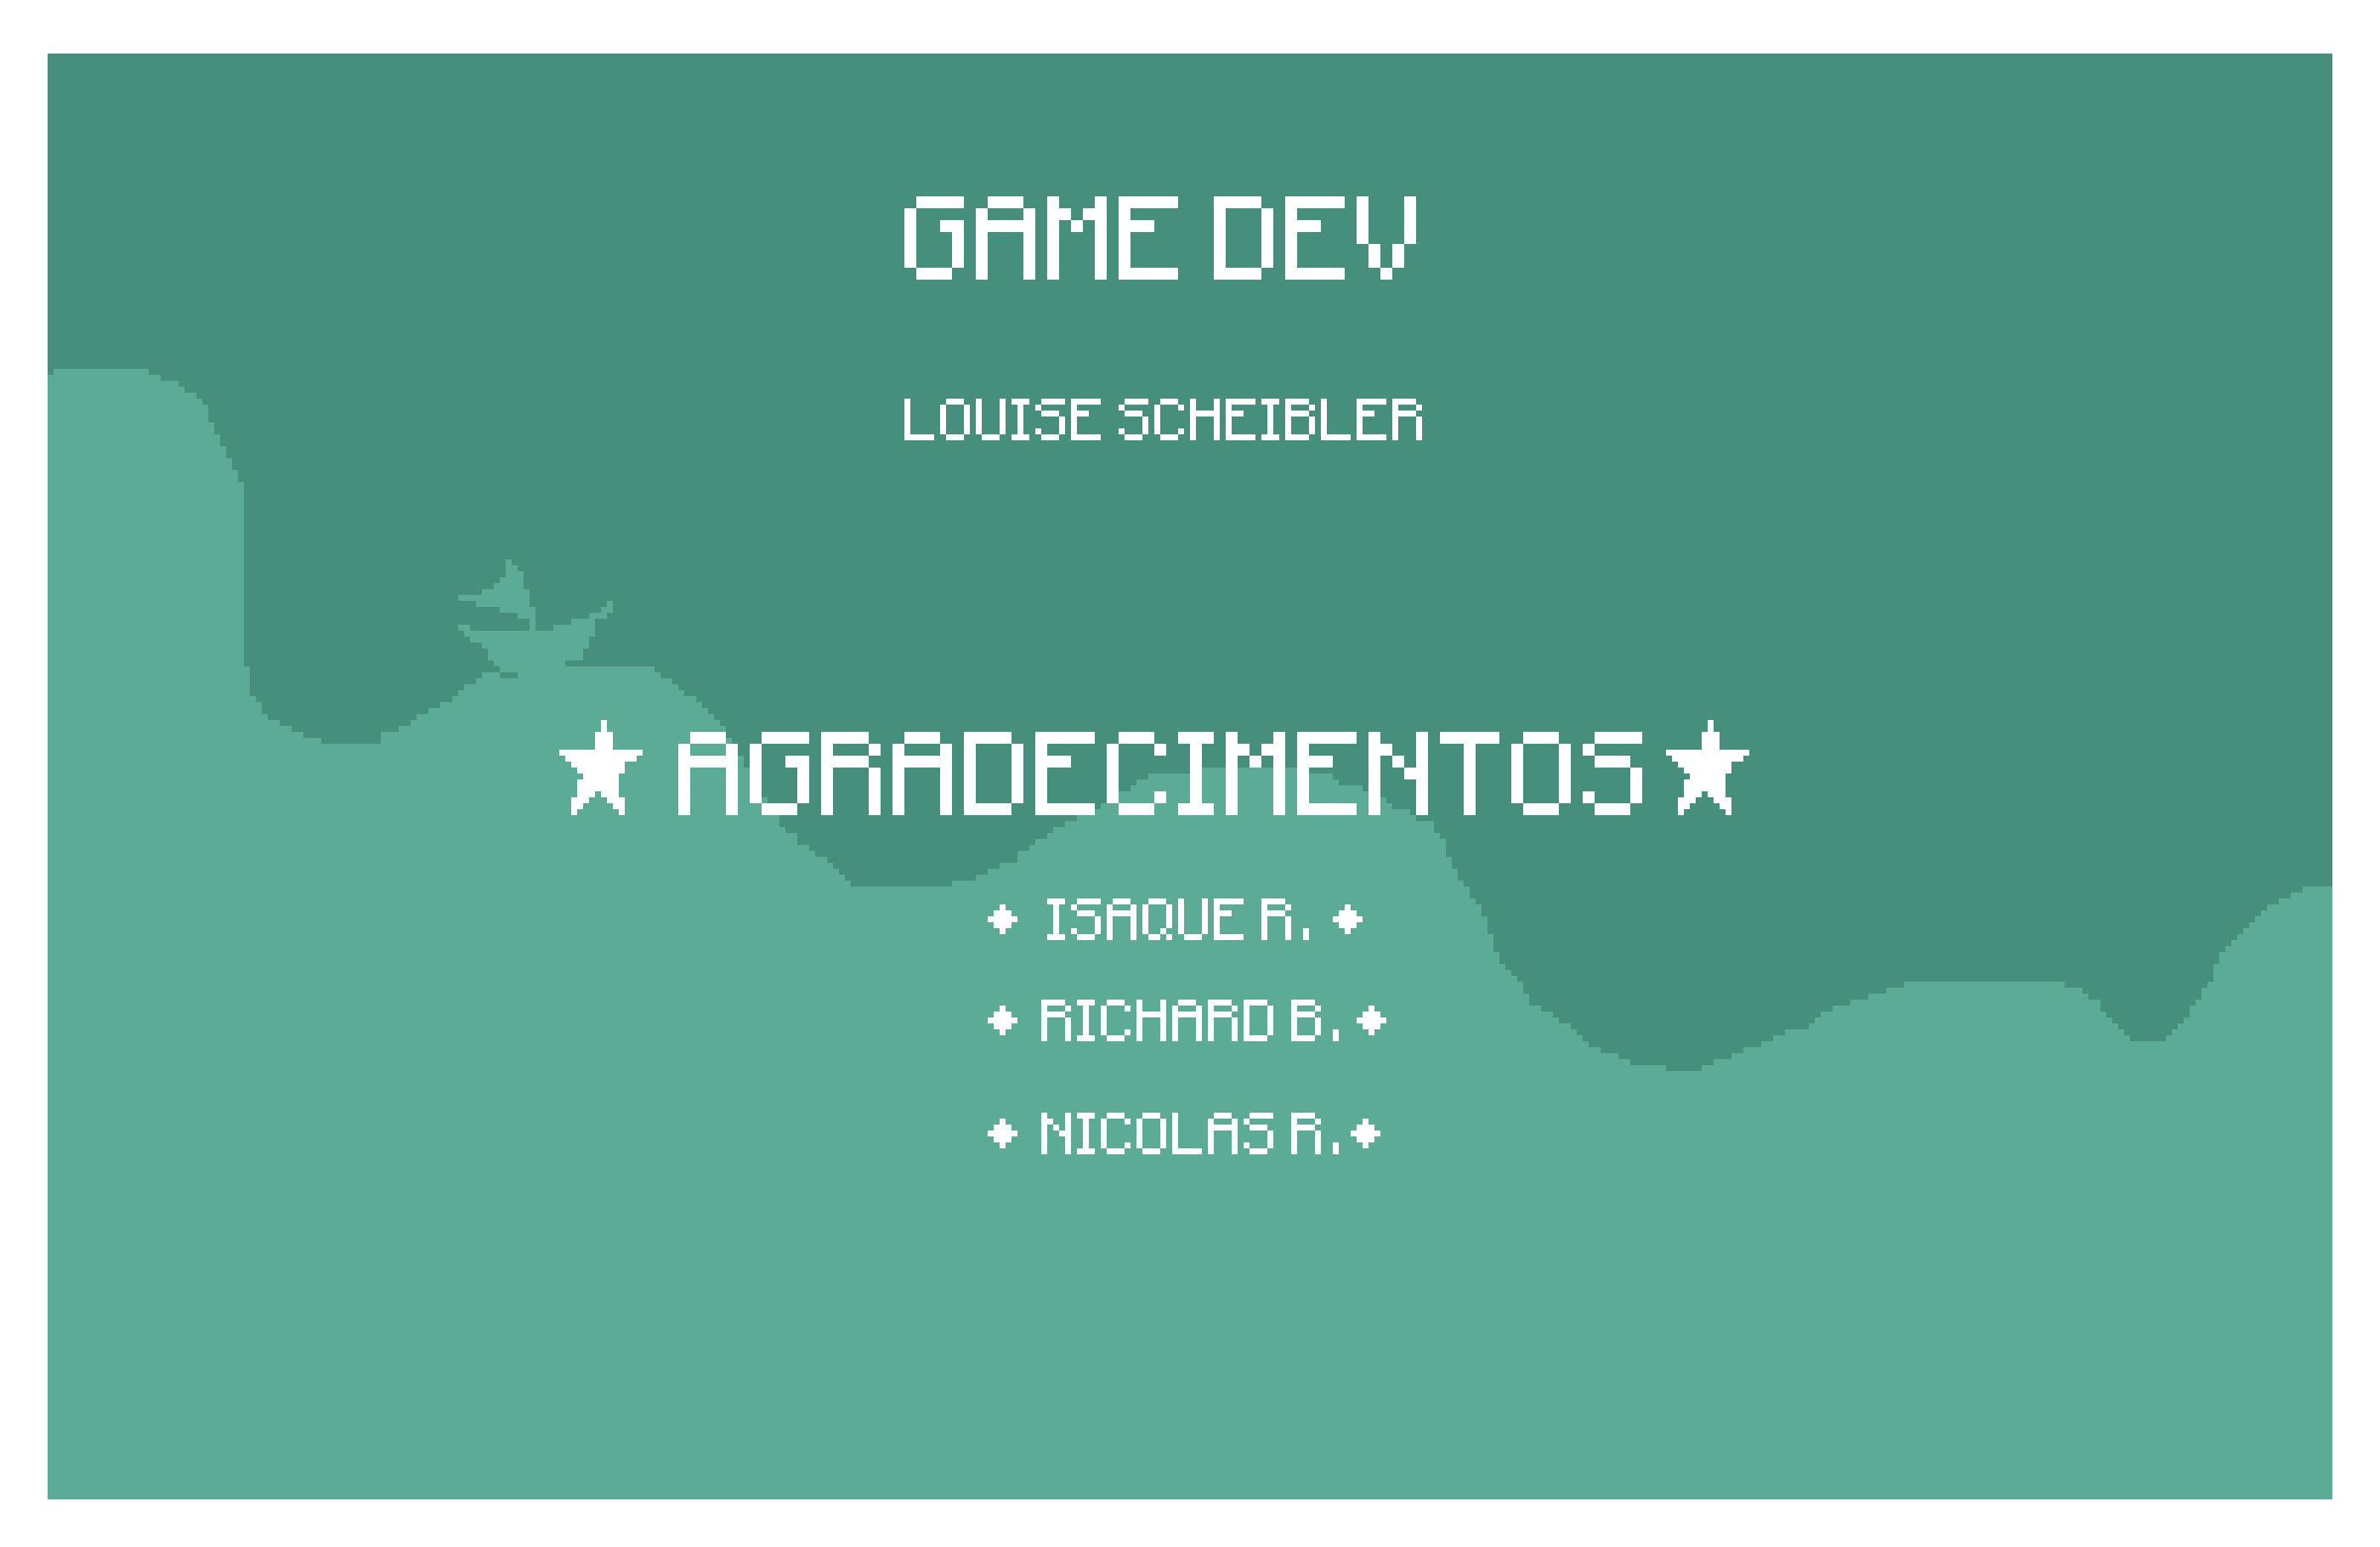 GAME DEV
LOUISE SCHEIBLER
AGRADECIMENTOS
ISAQUE R.
RICHARD B.
NICOLAS R.